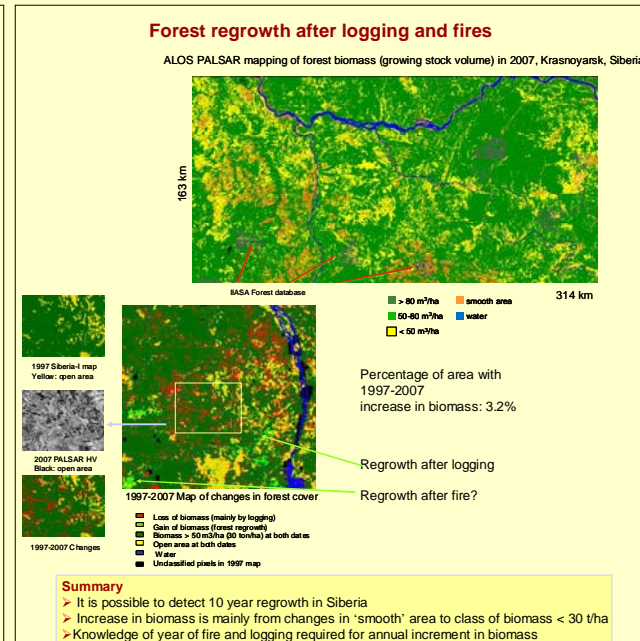 Forest regrowth after logging and fires
ALOS PALSAR mapping of forest biomass (growing stock volume) in 2007, Krasnoyarsk, Siberia
163 km
IIASA Forest database
314 km
> 80 m³/ha
50-80 m³/ha
< 50 m³/ha
smooth area
water
1997 Siberia-I map
Yellow: open area
2007 PALSAR HV
Black: open area
1997-2007 Changes
1997-2007 Map of changes in forest cover
Percentage of area with
1997-2007
increase in biomass: 3.2%
Regrowth after logging
Regrowth after fire?
Loss of biomass (mainly by logging)
Gain of biomass (forest regrowth)
Biomass > 50 m3/ha (30 ton/ha) at both dates
Open area at both dates
Water
Unclassified pixels in 1997 map
Summary
➤ It is possible to detect 10 year regrowth in Siberia
➤ Increase in biomass is mainly from changes in 'smooth' area to class of biomass < 30 t/ha
➤Knowledge of year of fire and logging required for annual increment in biomass